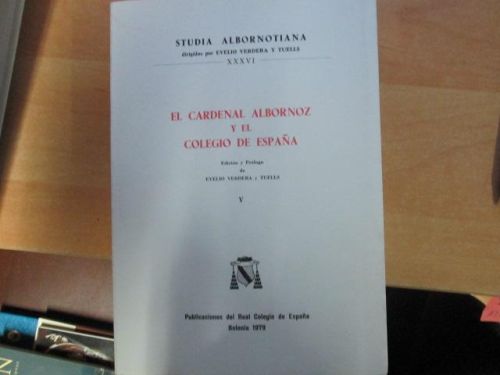 STUDIA ALBORNOTIANA
dirigidos por EVELIO VERDERA Y TUELLS
XXXVI
EL CARDENAL ALBORNOZ
Y EL
COLEGIO DE ESPAÑA
Edición y Prólogo
de
EVELIO VERDERA y TUELLS
V
Publicaciones del Real Colegio de España
Bolonia 1979